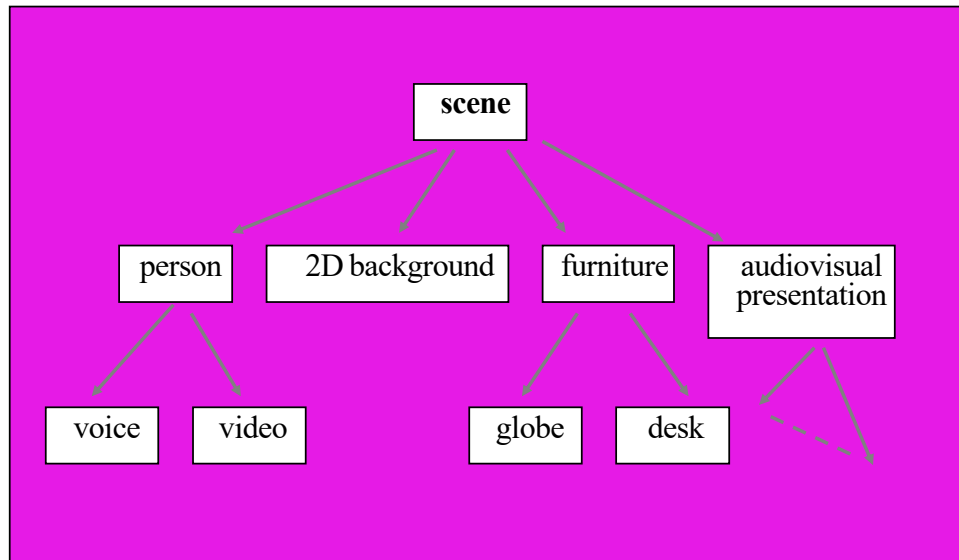 scene
person
2D background
furniture
audiovisual
presentation
voice
video
globe
desk